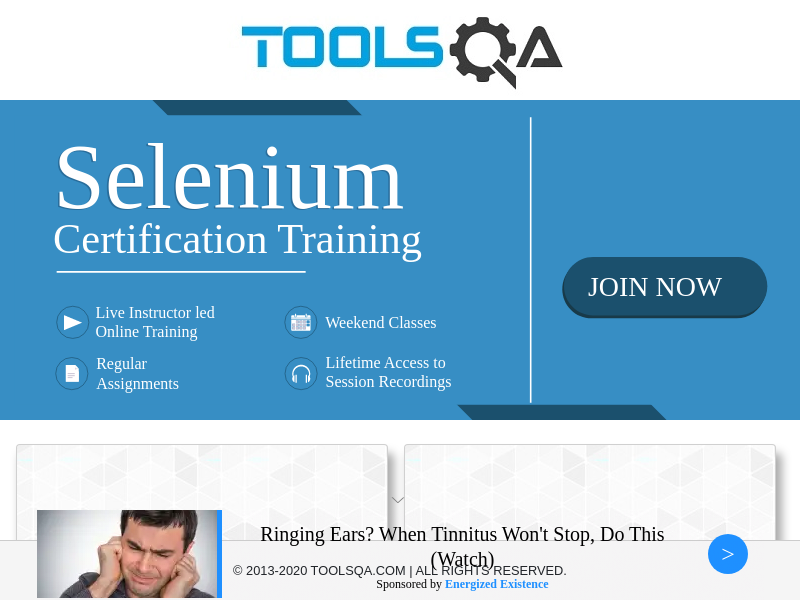 TOOLSQA
Selenium
Certification Training
JOIN NOW
Live Instructor led
Online Training
Weekend Classes
Regular
Assignments
Lifetime Access to
Session Recordings
Ringing Ears? When Tinnitus Won't Stop, Do This
(Watch)
© 2013-2020 TOOLSQA.COM | ALL RIGHTS RESERVED.
Sponsored by Energized Existence
>